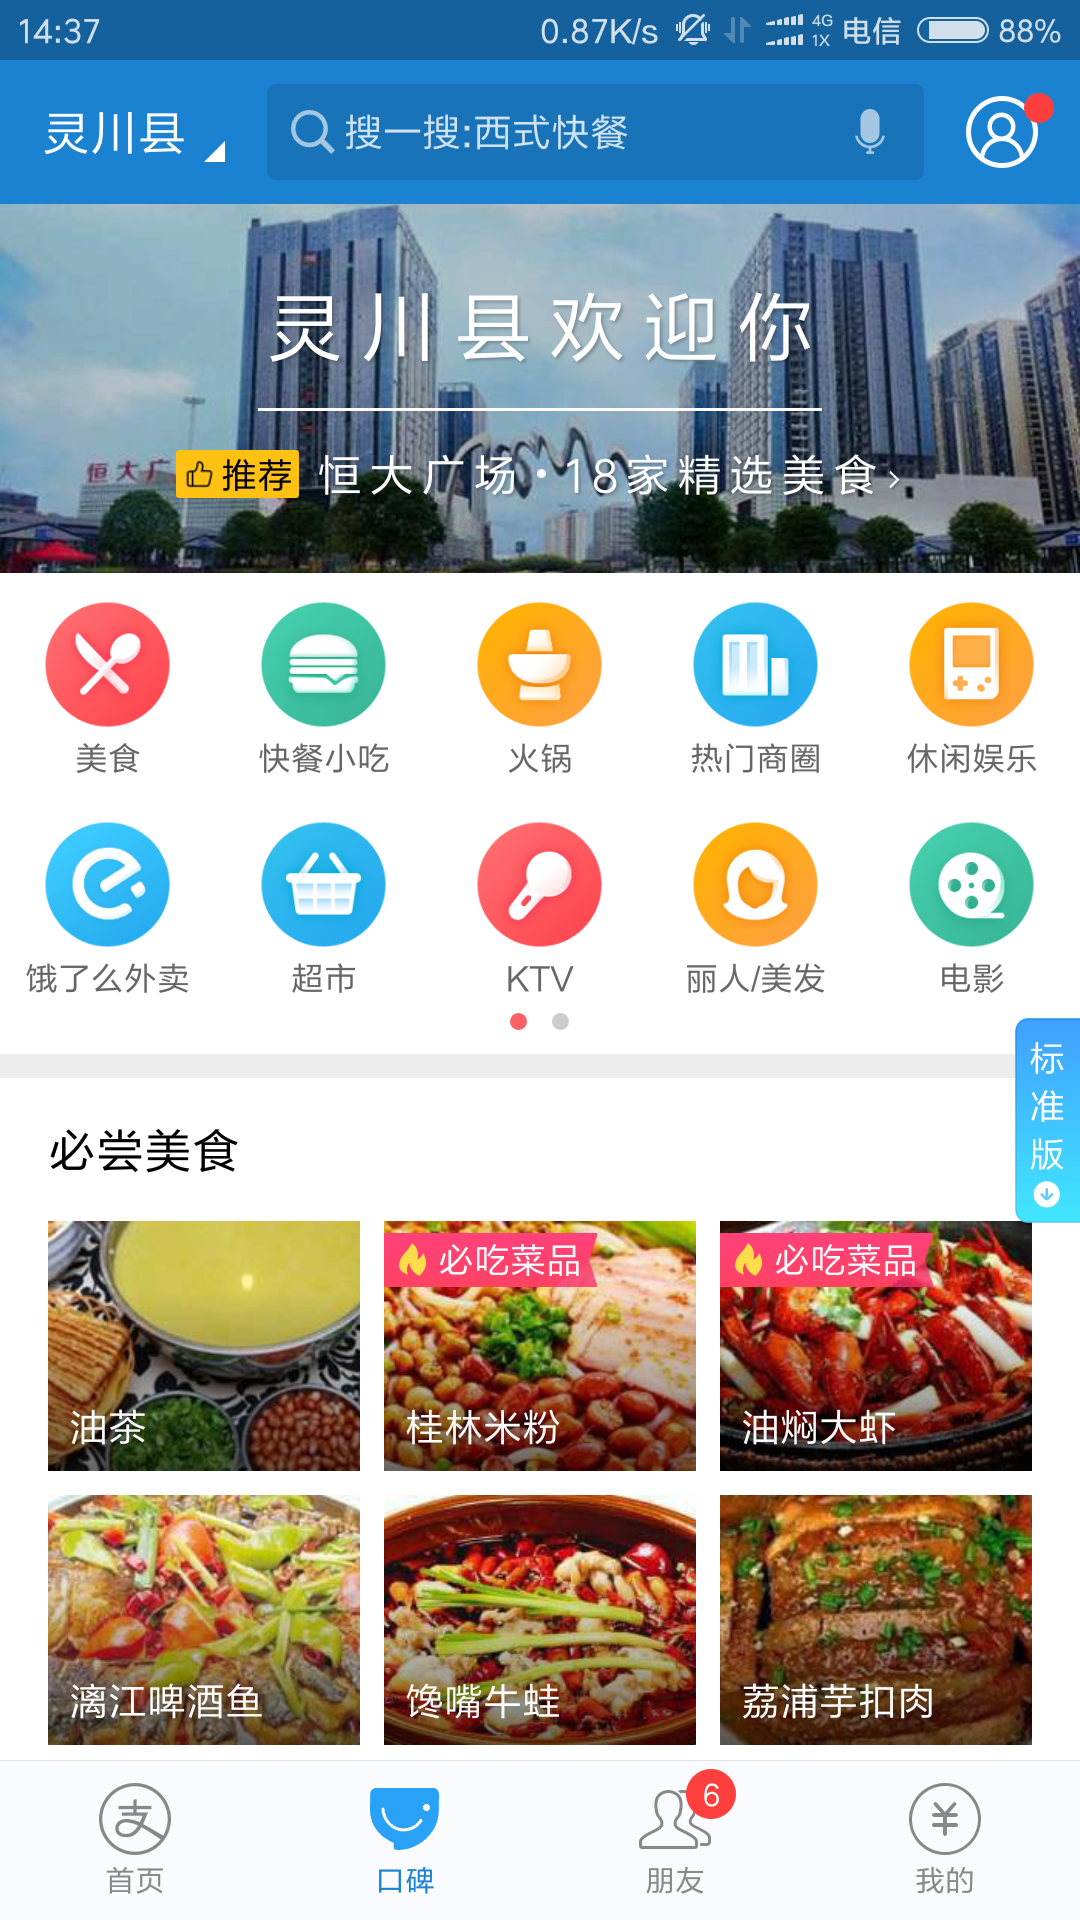 14:37 0.87K/s 4G 1X 电信 88%
灵川县 搜一搜:西式快餐
灵川县欢迎你
恒大广
推荐 恒大广场·18家精选美食
美食 快餐小吃 火锅 热门商圈 休闲娱乐
饿了么外卖 超市 KTV 丽人/美发 电影
标准版
必尝美食
必吃菜品 必吃菜品
油茶 桂林米粉 油焖大虾
漓江啤酒鱼 馋嘴牛蛙 荔浦芋扣肉
支 6 ¥
首页 口碑 朋友 我的